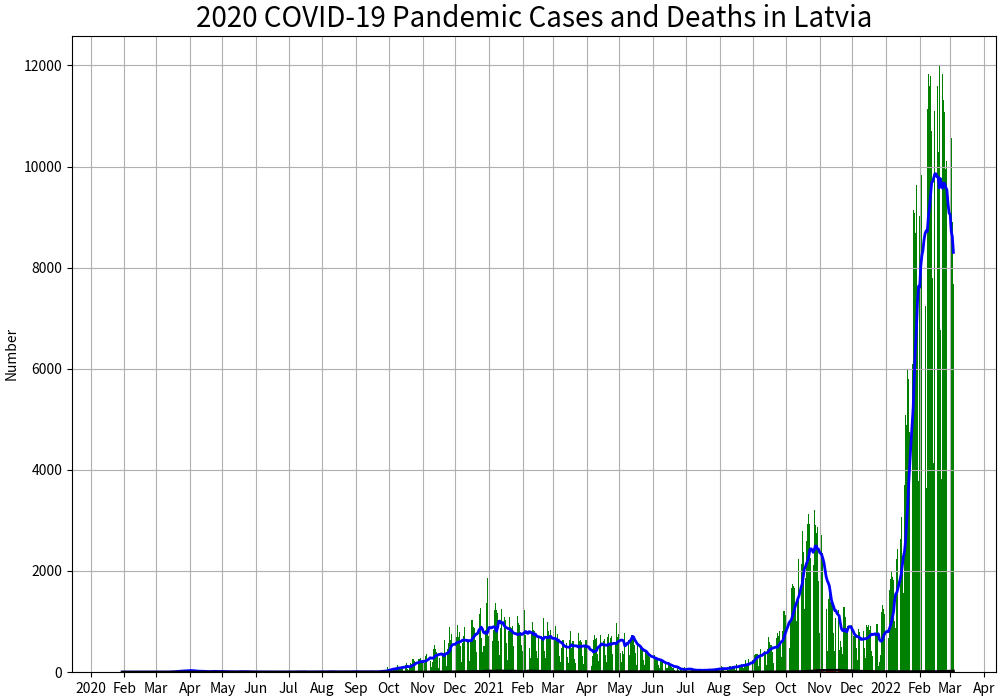 2020 COVID-19 Pandemic Cases and Deaths in Latvia
12000
10000
8000
6000
4000
2000
0
Number
2020 Feb Mar Apr May Jun Jul Aug Sep Oct Nov Dec 2021 Feb Mar Apr May Jun Jul Aug Sep Oct Nov Dec 2022 Feb Mar Apr